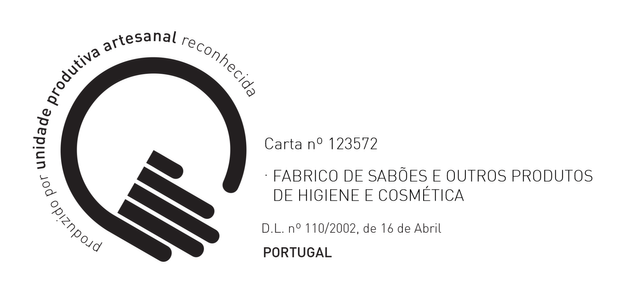 produzido por unidade produtiva artesanal reconhecida
Carta nº 123572
· FABRICO DE SABÕES E OUTROS PRODUTOS
DE HIGIENE E COSMÉTICA
D.L. nº 110/2002, de 16 de Abril
PORTUGAL